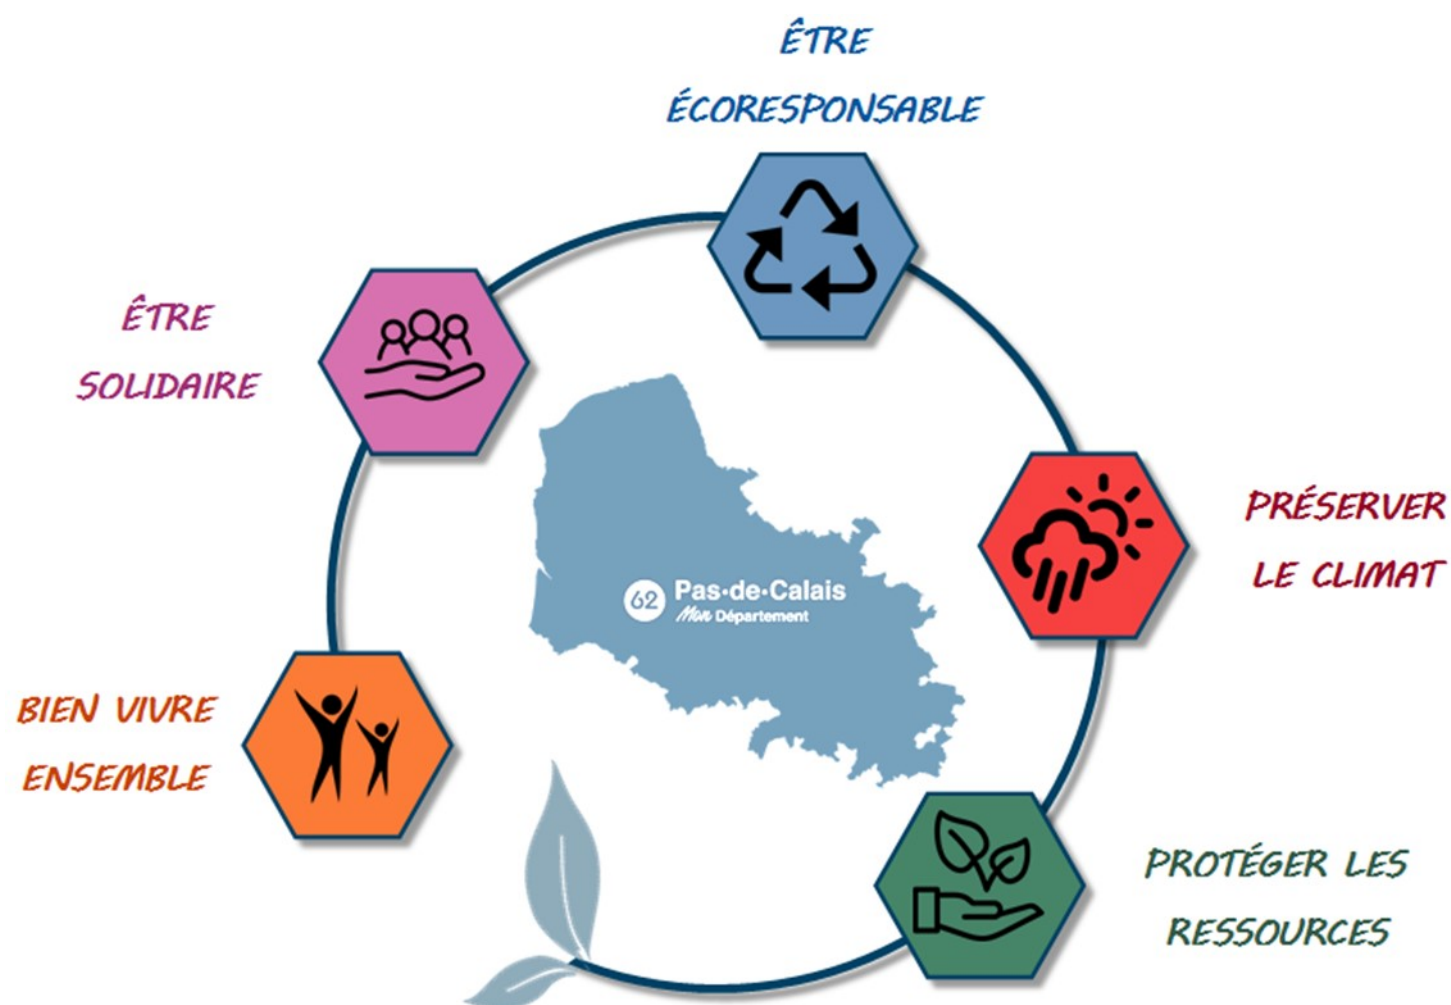 ÊTRE
ÉCORESPONSABLE
ÊTRE
SOLIDAIRE
PRÉSERVER
LE CLIMAT
62 Pas-de-Calais
Mon Département
BIEN VIVRE
ENSEMBLE
PROTÉGER LES
RESSOURCES